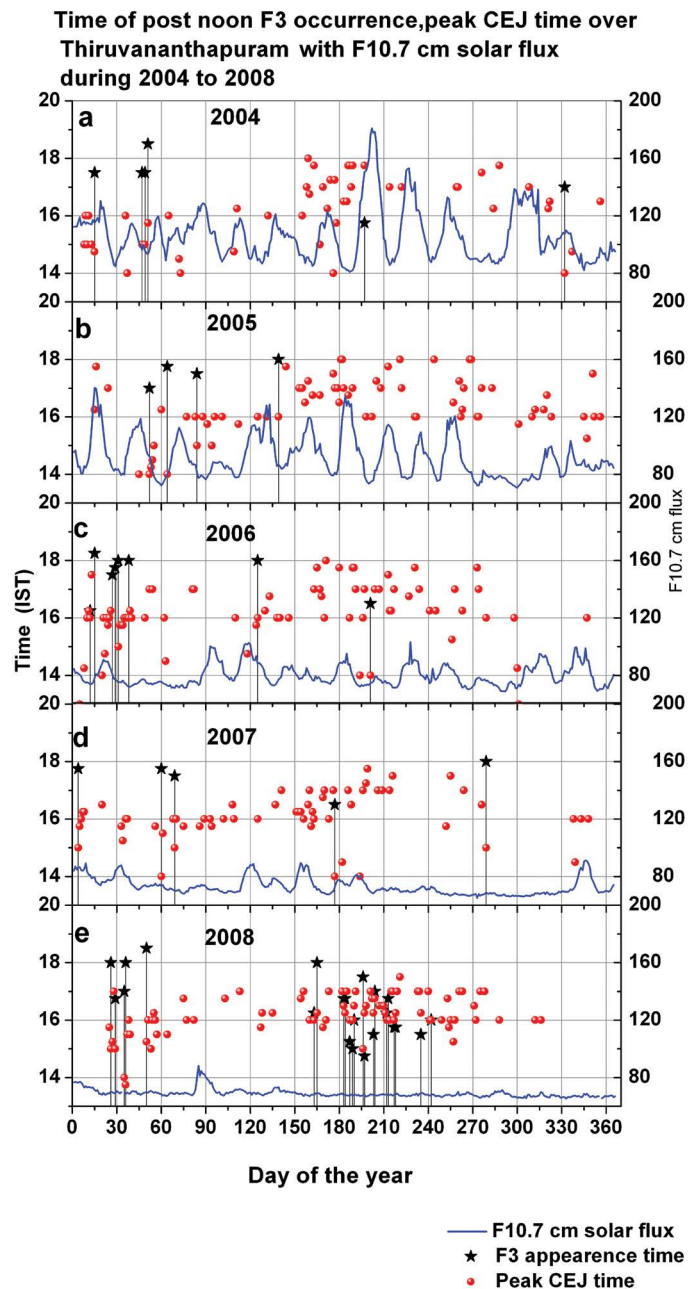 Time of post noon F3 occurrence,peak CEJ time over
Thiruvananthapuram with F10.7 cm solar flux
during 2004 to 2008
20 200
a 2004
18 160
16 120
14 80
20 200
b 2005
18 160
16 120
14 80
20 200
c 2006
18 160
16 120
14 80
20 200
d 2007
18 160
16 120
14 80
20 200
e 2008
18 160
16 120
14 80
Time (IST)
F10.7 cm solar flux
0 30 60 90 120 150 180 210 240 270 300 330 360
Day of the year
F10.7 cm solar flux
F3 appearence time
Peak CEJ time